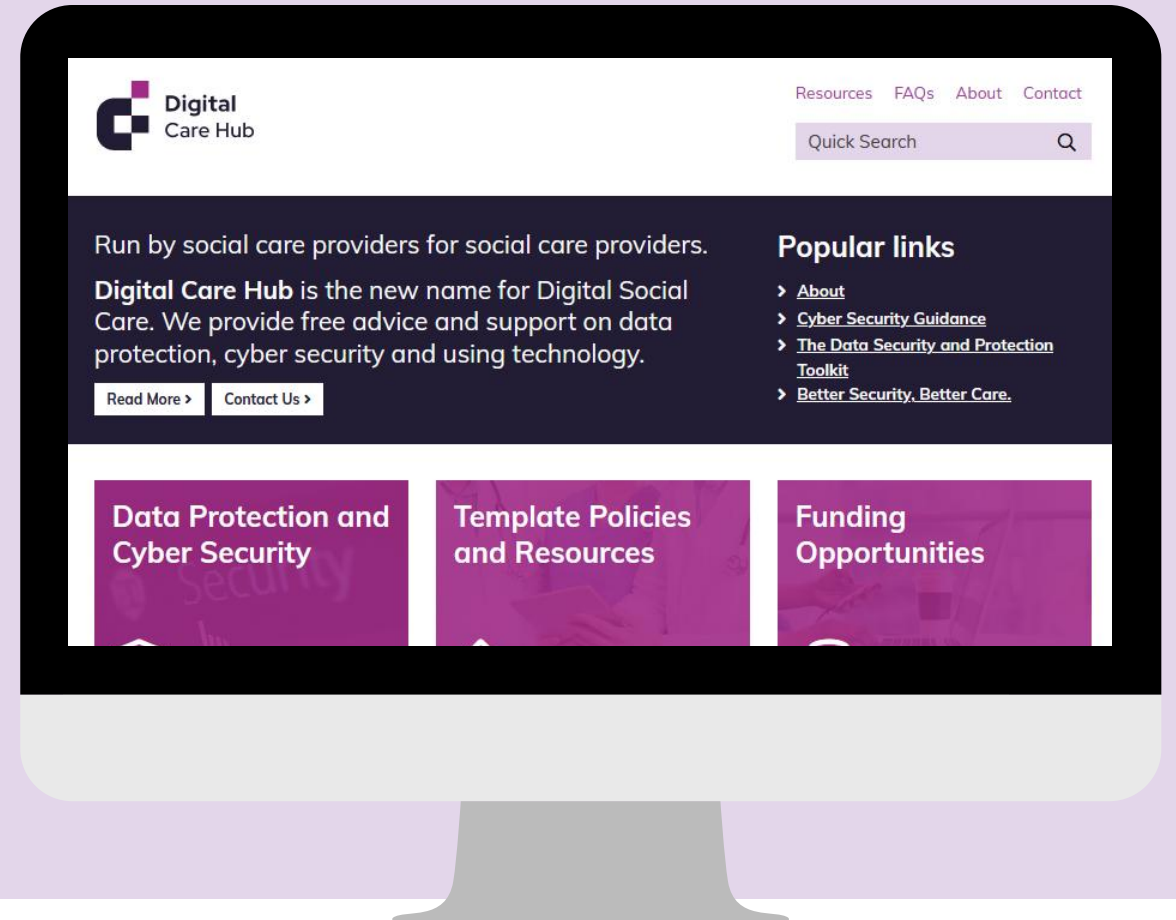 Digital
Care Hub
Resources FAQs About Contact
Quick Search
Run by social care providers for social care providers.
Digital Care Hub is the new name for Digital Social
Care. We provide free advice and support on data
protection, cyber security and using technology.
Read More >
Contact Us >
Popular links
> About
> Cyber Security Guidance
> The Data Security and Protection
Toolkit
> Better Security, Better Care.
Data Protection and
Cyber Security
Security
Template Policies
and Resources
Funding
Opportunities